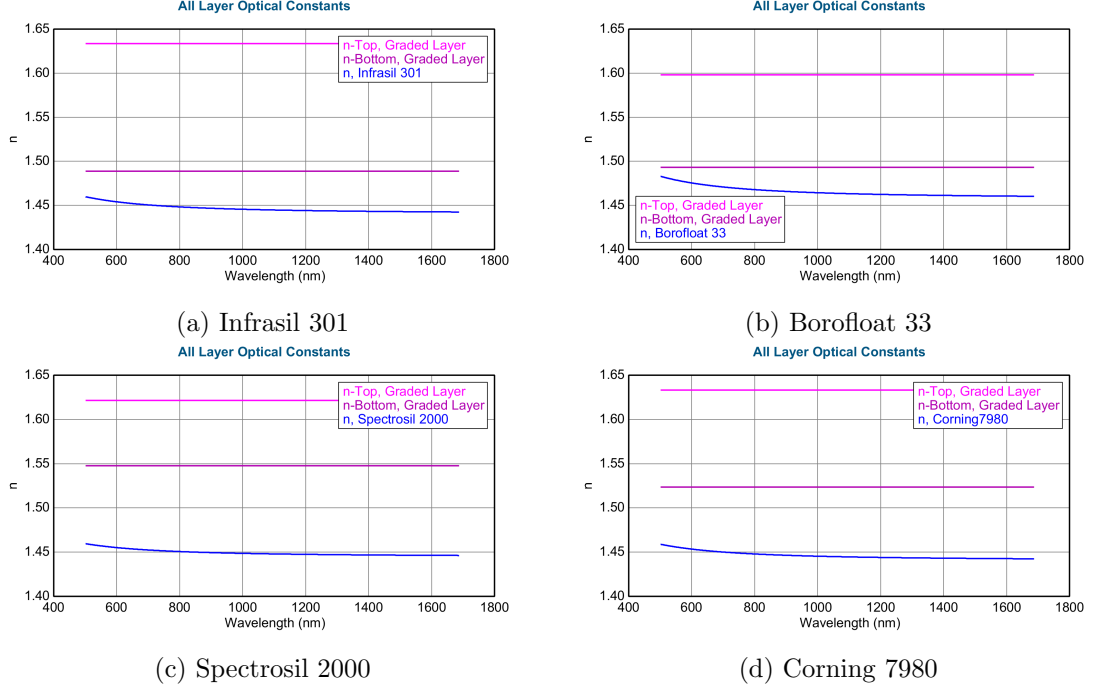 All Layer Optical Constants
1.65
1.60
1.55
1.50
1.45
1.40
n
n-Top, Graded Layer
n-Bottom, Graded Layer
n, Infrasil 301
400 600 800 1000 1200 1400 1600 1800
Wavelength (nm)
(a) Infrasil 301
All Layer Optical Constants
1.65
1.60
1.55
1.50
1.45
1.40
n
n-Top, Graded Layer
n-Bottom, Graded Layer
n, Borofloat 33
400 600 800 1000 1200 1400 1600 1800
Wavelength (nm)
(b) Borofloat 33
All Layer Optical Constants
1.65
1.60
1.55
1.50
1.45
1.40
n
n-Top, Graded Layer
n-Bottom, Graded Layer
n, Spectrosil 2000
400 600 800 1000 1200 1400 1600 1800
Wavelength (nm)
(c) Spectrosil 2000
All Layer Optical Constants
1.65
1.60
1.55
1.50
1.45
1.40
n
n-Top, Graded Layer
n-Bottom, Graded Layer
n, Corning7980
400 600 800 1000 1200 1400 1600 1800
Wavelength (nm)
(d) Corning 7980